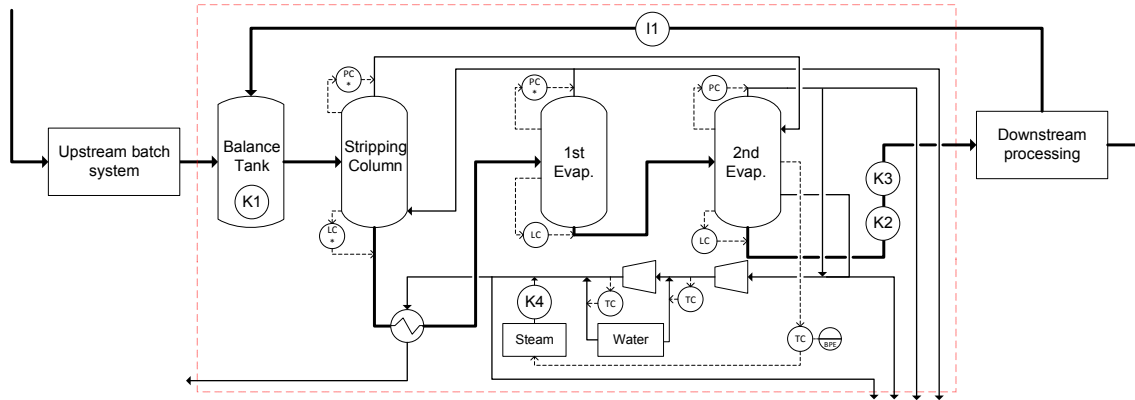 I1
PC
*
PC
*
PC
Upstream batch
system
Balance
Tank
K1
Stripping
Column
1st
Evap.
2nd
Evap.
Downstream
processing
K3
K2
LC
*
LC
LC
K4
Steam
TC
Water
TC
TC
BPE